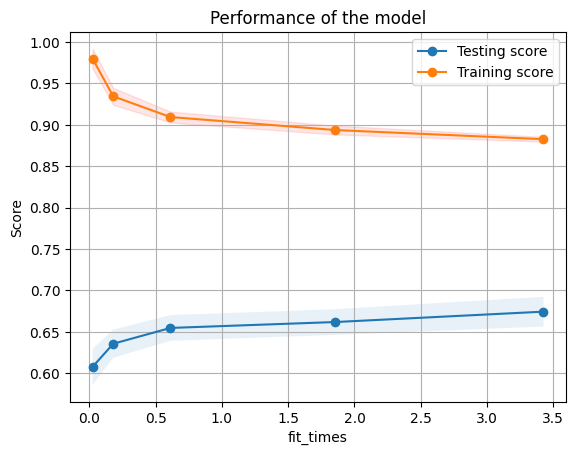 Performance of the model
Testing score
Training score
1.00
0.95
0.90
0.85
0.80
0.75
0.70
0.65
0.60
Score
0.0 0.5 1.0 1.5 2.0 2.5 3.0 3.5
fit_times